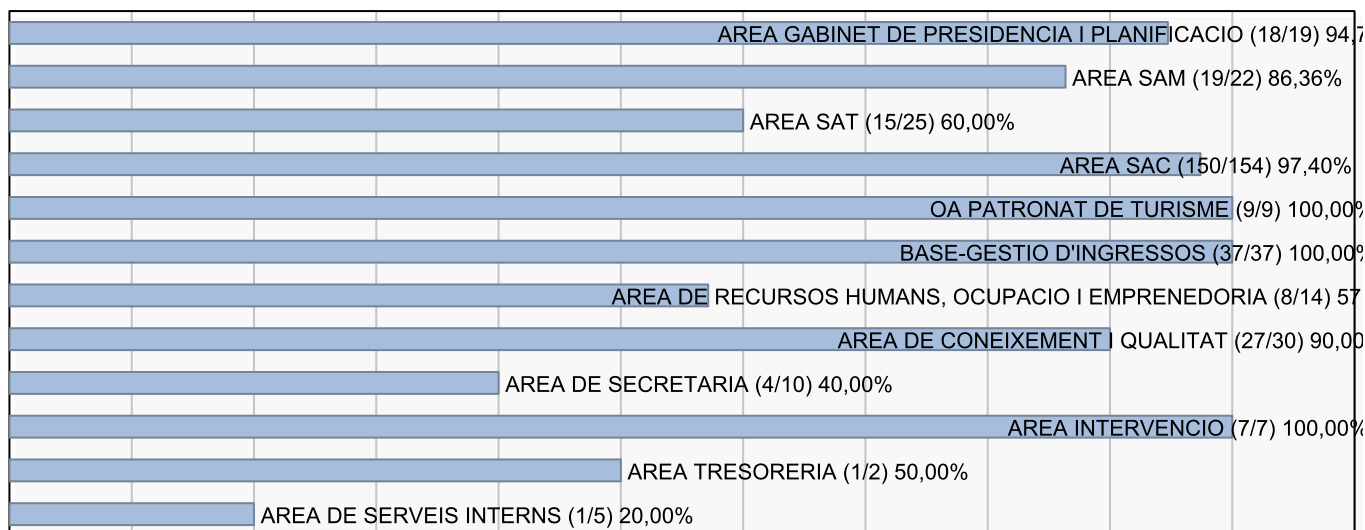 AREA GABINET DE PRESIDENCIA I PLANIFICACIO (18/19) 94,7
AREA SAM (19/22) 86,36%
AREA SAT (15/25) 60,00%
AREA SAC (150/154) 97,40%
OA PATRONAT DE TURISME (9/9) 100,00%
BASE-GESTIO D'INGRESSOS (37/37) 100,00%
AREA DE RECURSOS HUMANS, OCUPACIO I EMPRENEDORIA (8/14) 57
AREA DE CONEIXEMENT I QUALITAT (27/30) 90,00
AREA DE SECRETARIA (4/10) 40,00%
AREA INTERVENCIO (7/7) 100,00%
AREA TRESORERIA (1/2) 50,00%
AREA DE SERVEIS INTERNS (1/5) 20,00%